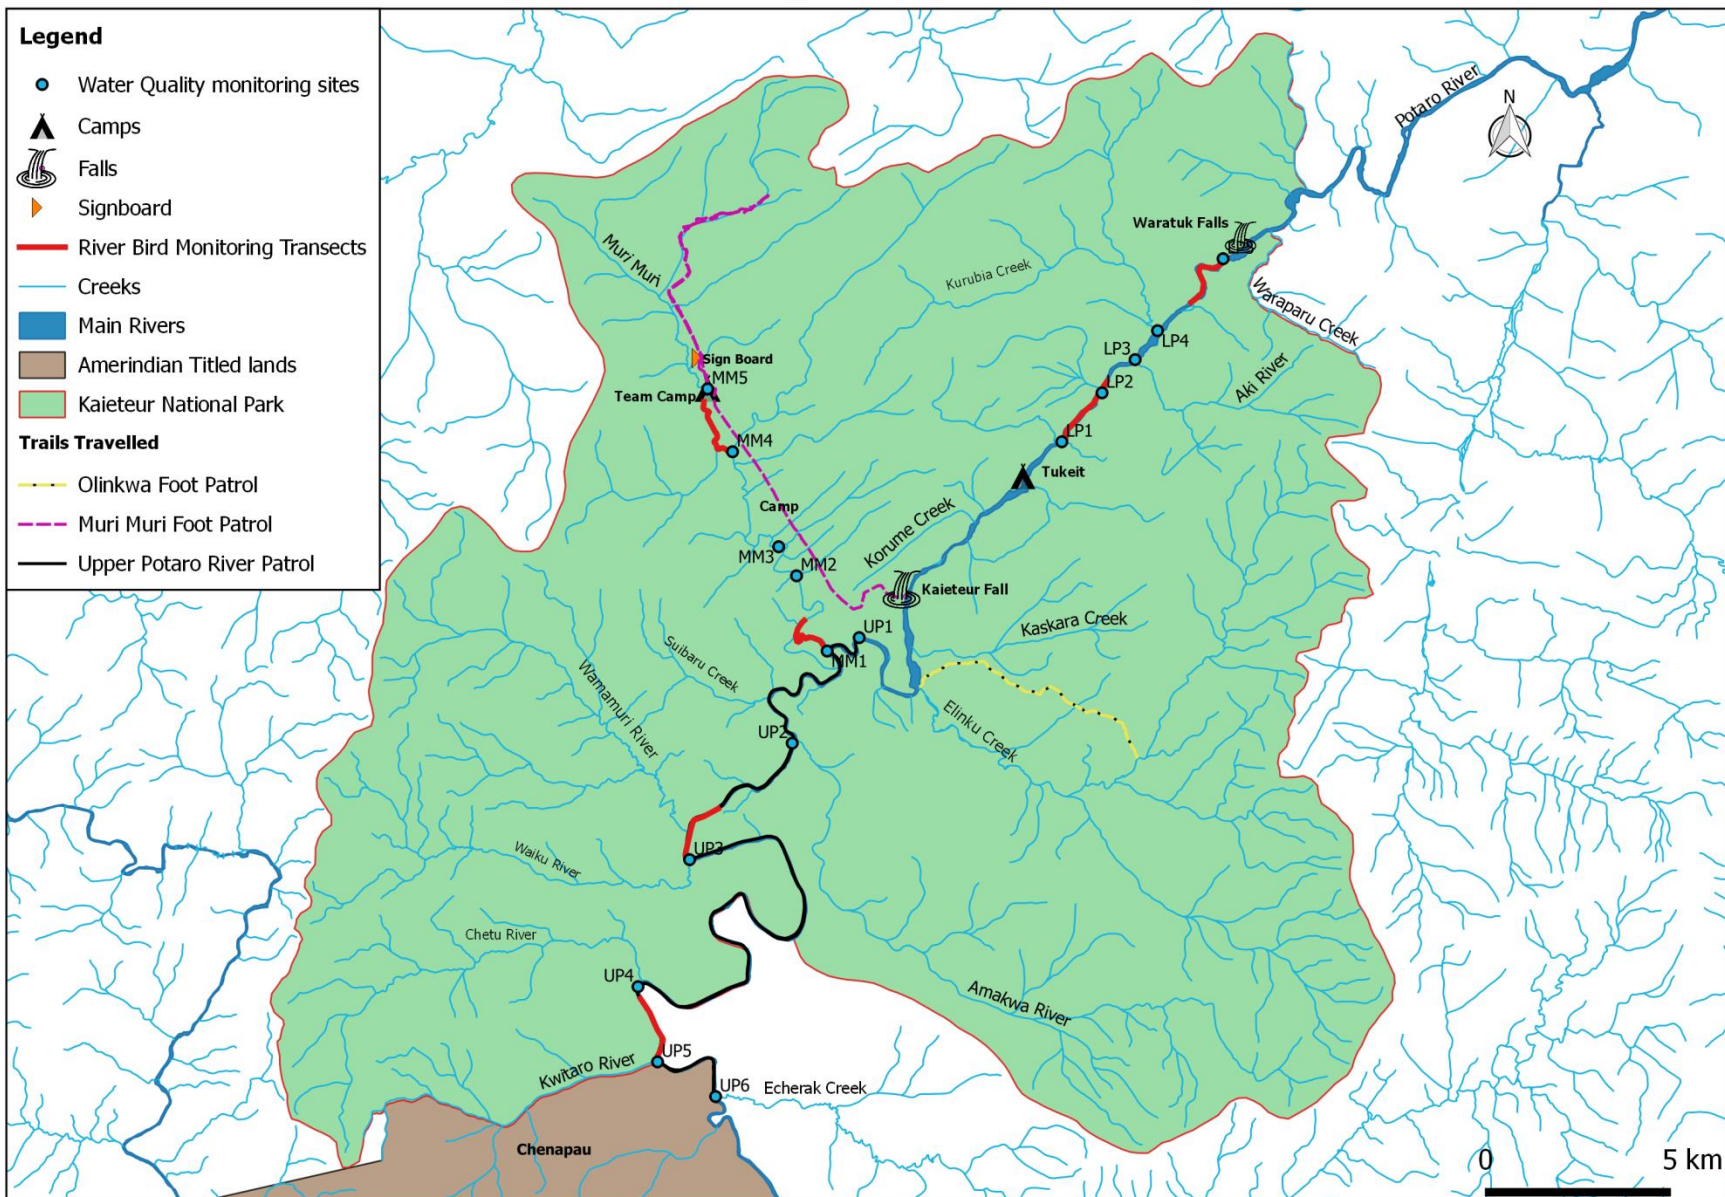 Legend
Water Quality monitoring sites
Camps
Falls
Signboard
River Bird Monitoring Transects
Creeks
Main Rivers
Amerindian Titled lands
Kaieteur National Park
Trails Travelled
Olinkwa Foot Patrol
Muri Muri Foot Patrol
Upper Potaro River Patrol
Potaro River
N
Waratuk Falls
Muri Muri
Kurubia Creek
Waraparu Creek
LP4
LP3
Sign Board
MM5
LP2
Aki River
Team Camp
MM4
LP1
Tukeit
Camp
Korume Creek
MM3
MM2
Kaieteur Fall
UP1
Kaskara Creek
MM1
Suibaru Creek
Wamamuri River
Elinku Creek
UP2
UP3
Waiku River
Chetu River
UP4
Amakwa River
UP5
Kwitaro River
UP6
Echerak Creek
Chenapau
0 5 km